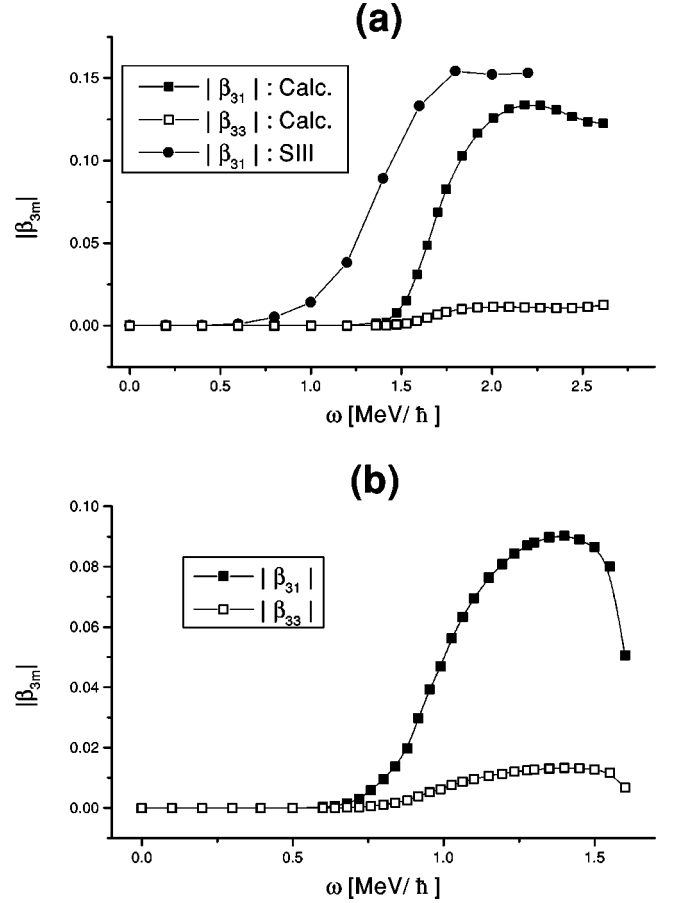 (a)
0.15
0.10
0.05
0.00
|β₃ₘ|
| β₃₁ | : Calc.
| β₃₃ | : Calc.
| β₃₁ | : SIII
0.0 0.5 1.0 1.5 2.0 2.5
ω [MeV/ ħ ]
(b)
0.10
0.08
0.06
0.04
0.02
0.00
|β₃ₘ|
| β₃₁ |
| β₃₃ |
0.0 0.5 1.0 1.5
ω [MeV/ ħ ]